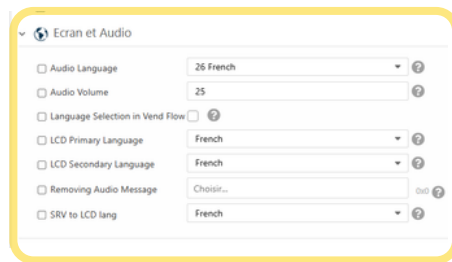 Ecran et Audio
Audio Language 26 French
Audio Volume 25
Language Selection in Vend Flow
LCD Primary Language French
LCD Secondary Language French
Removing Audio Message Choisir... 0x0
SRV to LCD lang French